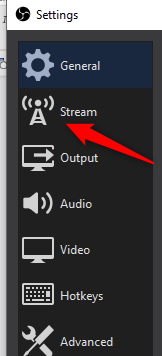 Settings
General
Stream
Output
Audio
Video
Hotkeys
Advanced